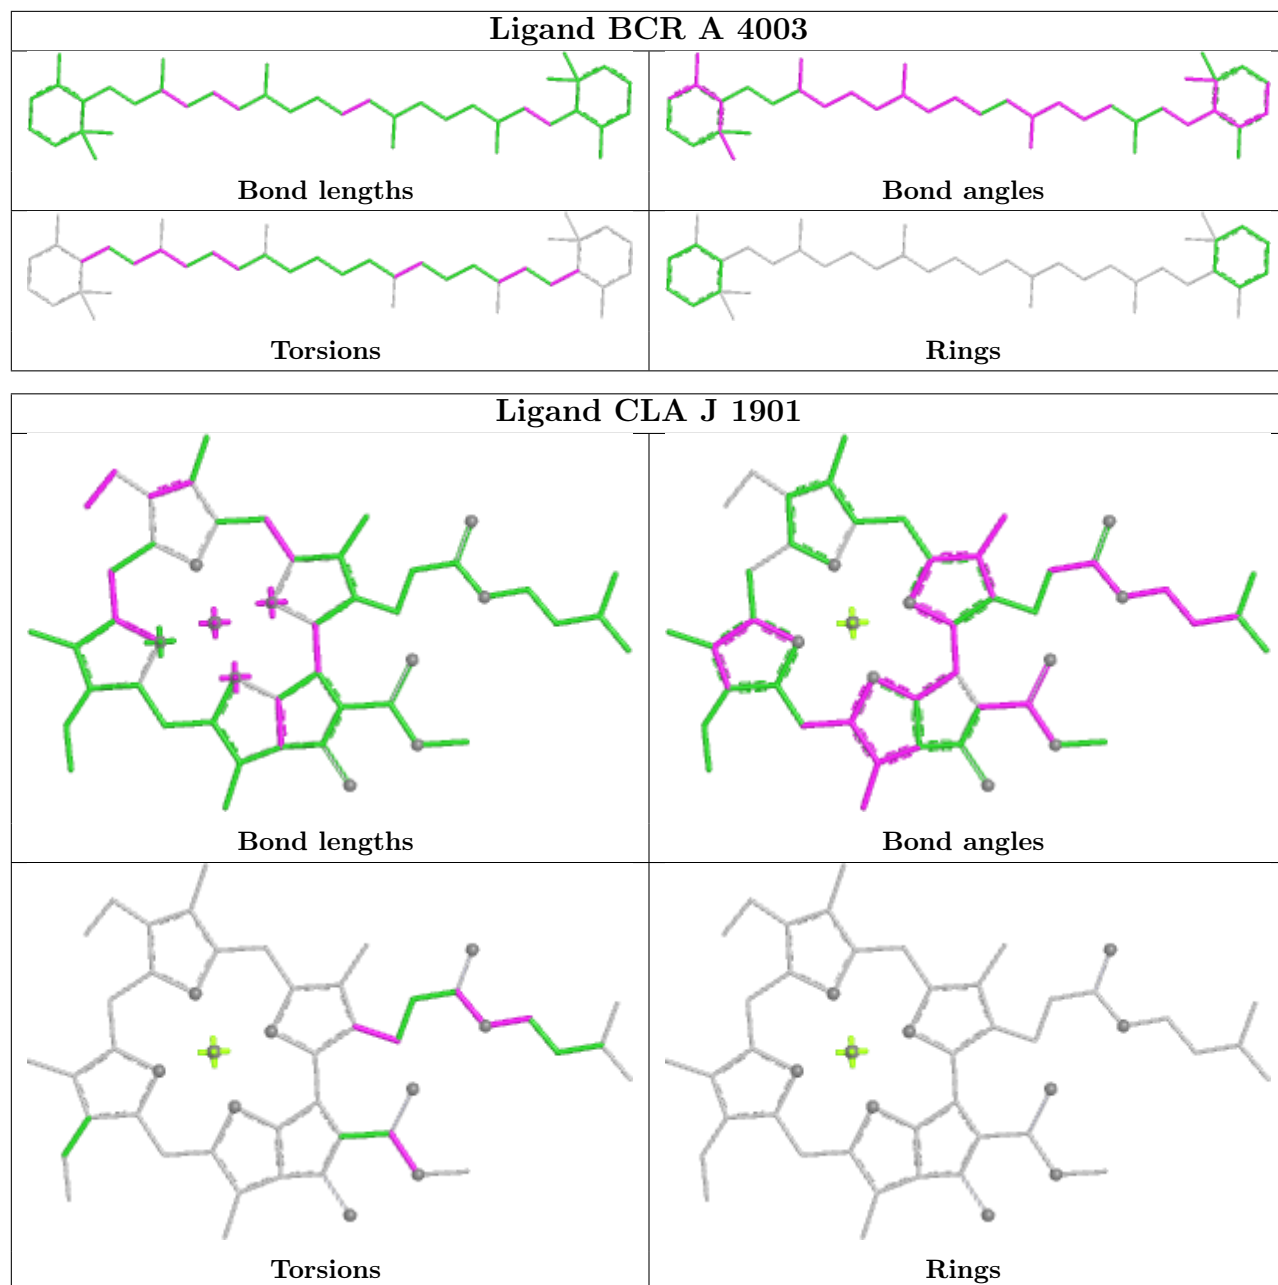 Ligand BCR A 4003
Bond lengths
Bond angles
Torsions
Rings
Ligand CLA J 1901
Bond lengths
Bond angles
Torsions
Rings